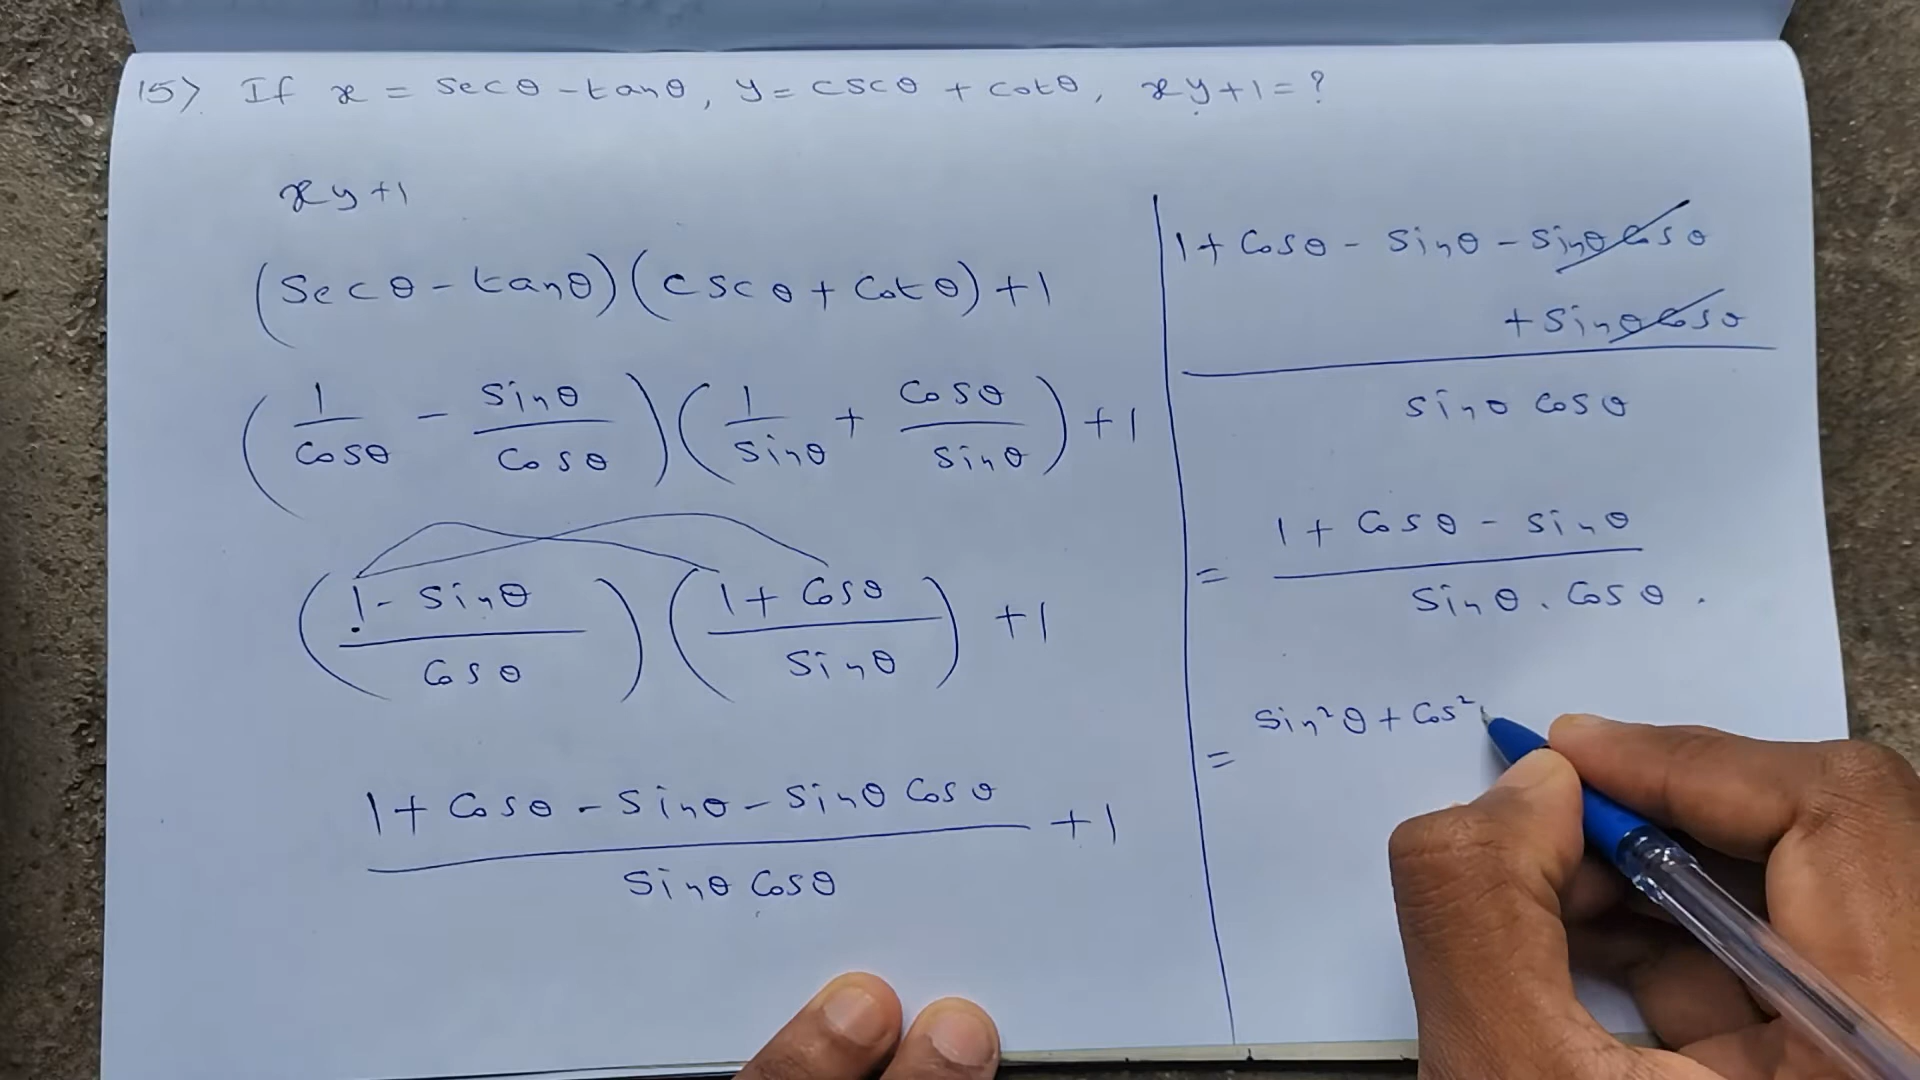 15) If x = secθ - tanθ, y = cscθ + cotθ, xy + 1 = ?
xy + 1
(secθ - tanθ)(cscθ + cotθ) + 1
(1/cosθ - sinθ/cosθ)(1/sinθ + cosθ/sinθ) + 1
(1 - sinθ/cosθ)(1 + cosθ/sinθ) + 1
1 + cosθ - sinθ - sinθ cosθ
+ 1
sinθ cosθ
1 + cosθ - sinθ - sinθ cosθ
+ sinθ cosθ
sinθ cosθ
= 1 + cosθ - sinθ
sinθ . cosθ .
= sin²θ + cos²